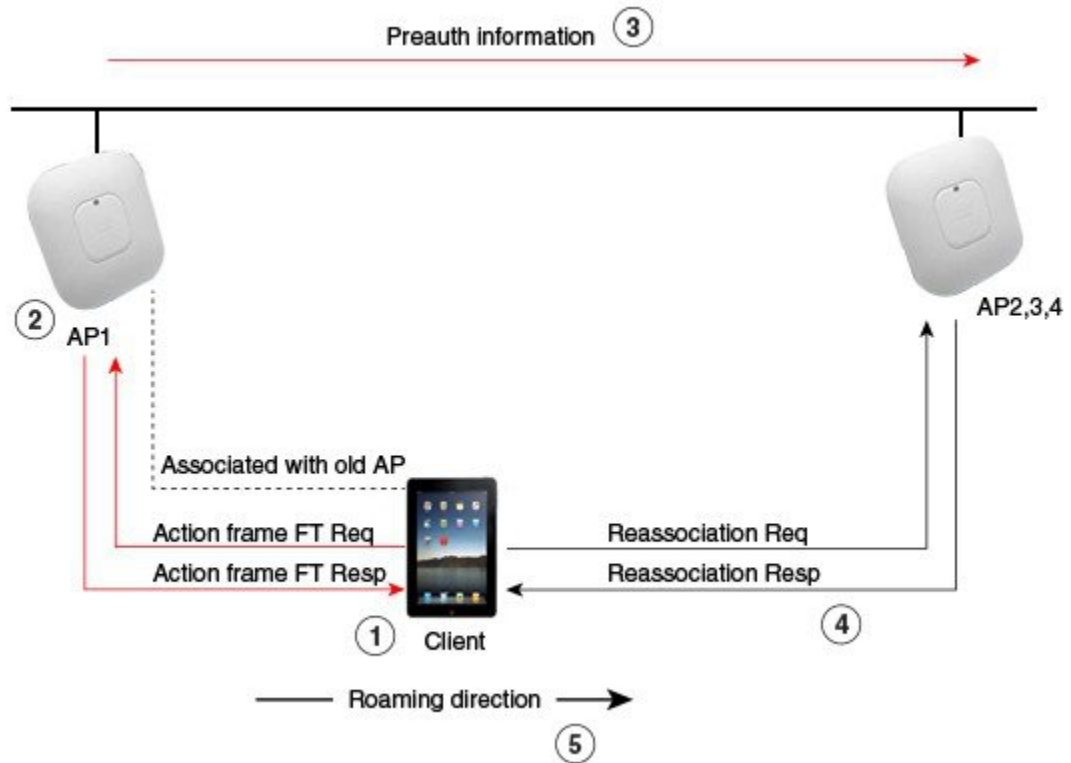 Preauth information 3
2
AP1
AP2,3,4
Associated with old AP
Action frame FT Req
Reassociation Req
Action frame FT Resp
Reassociation Resp
1
Client
4
Roaming direction
5